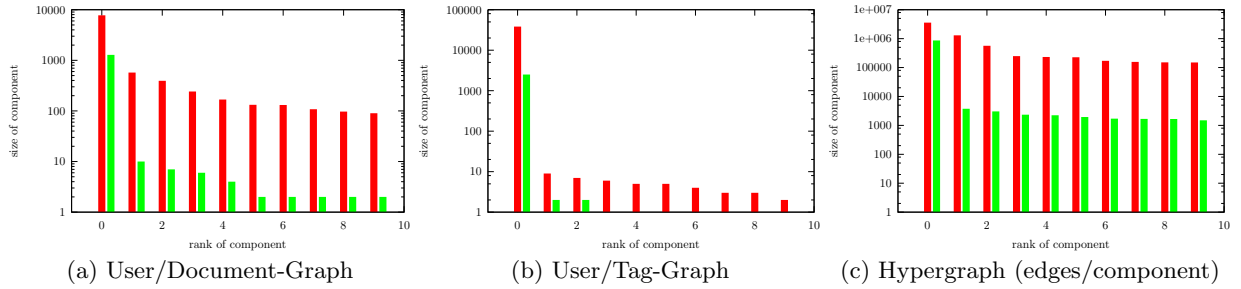 10000
1000
100
10
1
size of component
0 2 4 6 8 10
rank of component
(a) User/Document-Graph
100000
10000
1000
100
10
1
size of component
0 2 4 6 8 10
rank of component
(b) User/Tag-Graph
1e+007
1e+006
100000
10000
1000
100
10
1
size of component
0 2 4 6 8 10
rank of component
(c) Hypergraph (edges/component)